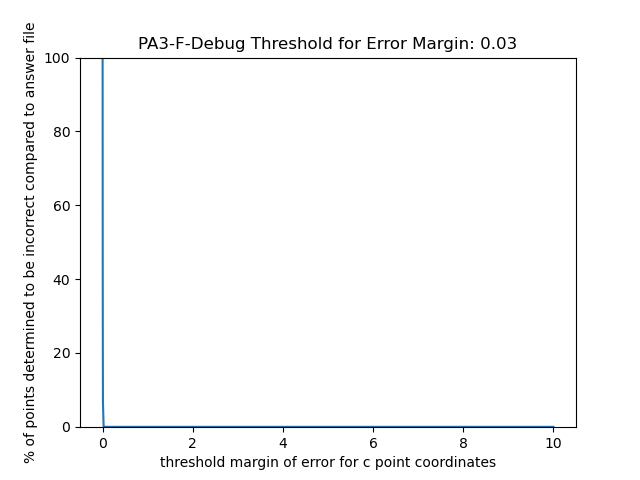 PA3-F-Debug Threshold for Error Margin: 0.03
% of points determined to be incorrect compared to answer file
100
80
60
40
20
0
0 2 4 6 8 10
threshold margin of error for c point coordinates